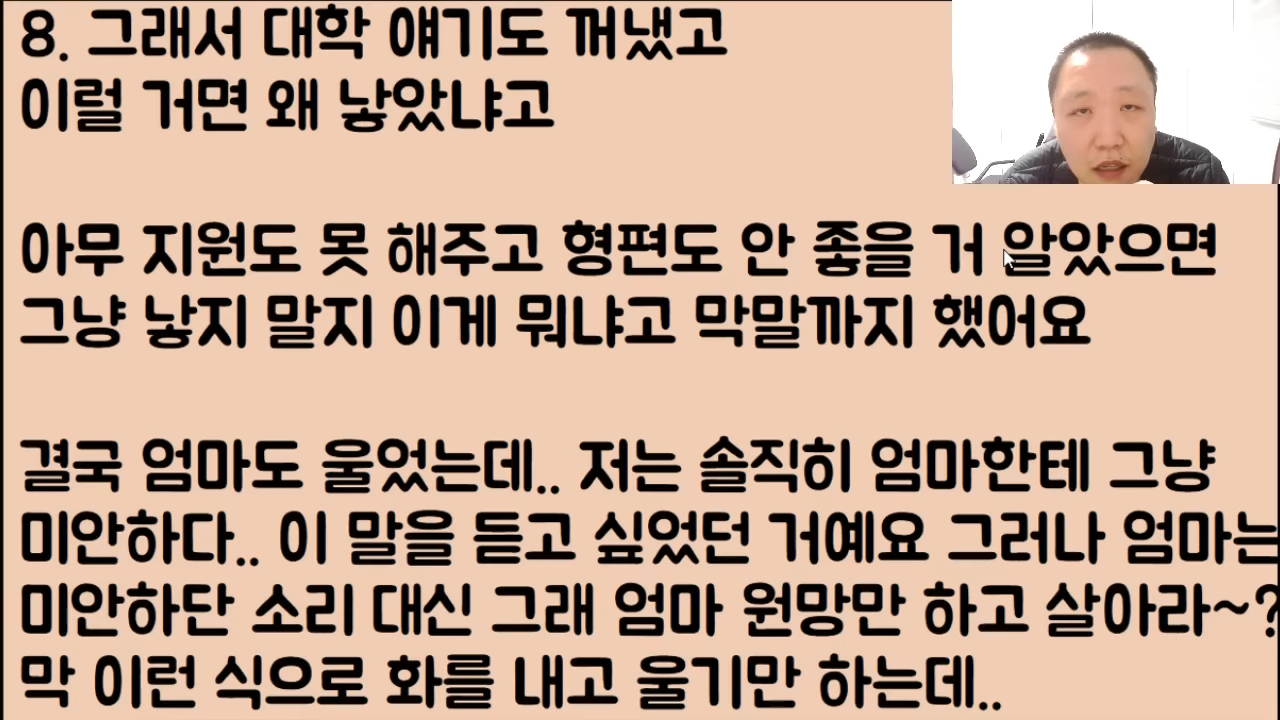 8. 그래서 대학 얘기도 꺼냈고
이럴 거면 왜 낳았냐고
아무 지원도 못 해주고 형편도 안 좋을 거 알았으면
그냥 낳지 말지 이게 뭐냐고 막말까지 했어요
결국 엄마도 울었는데.. 저는 솔직히 엄마한테 그냥
미안하다.. 이 말을 듣고 싶었던 거예요 그러나 엄마는
미안하단 소리 대신 그래 엄마 원망만 하고 살아라~?
막 이런 식으로 화를 내고 울기만 하는데..